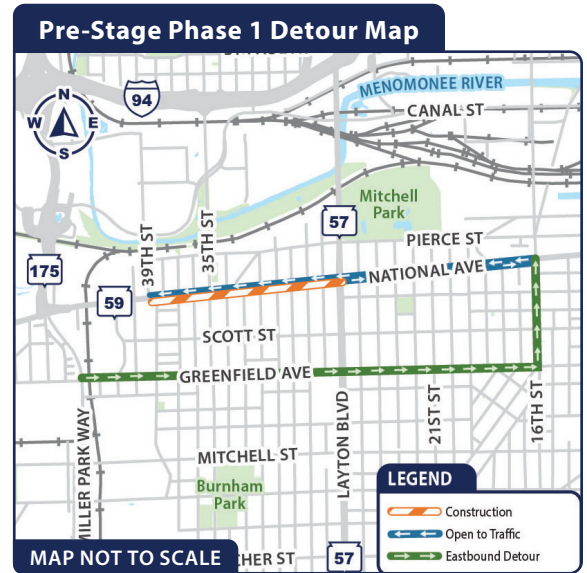 Pre-Stage Phase 1 Detour Map
N
W E
S
94
MENOMONEE RIVER
CANAL ST
Mitchell
Park
57
39TH ST
35TH ST
PIERCE ST
175
NATIONAL AVE
59
SCOTT ST
GREENFIELD AVE
MILLER PARK WAY
LAYTON BLVD
21ST ST
16TH ST
MITCHELL ST
Burnham
Park
LEGEND
Construction
Open to Traffic
Eastbound Detour
MAP NOT TO SCALE
CHER ST
57